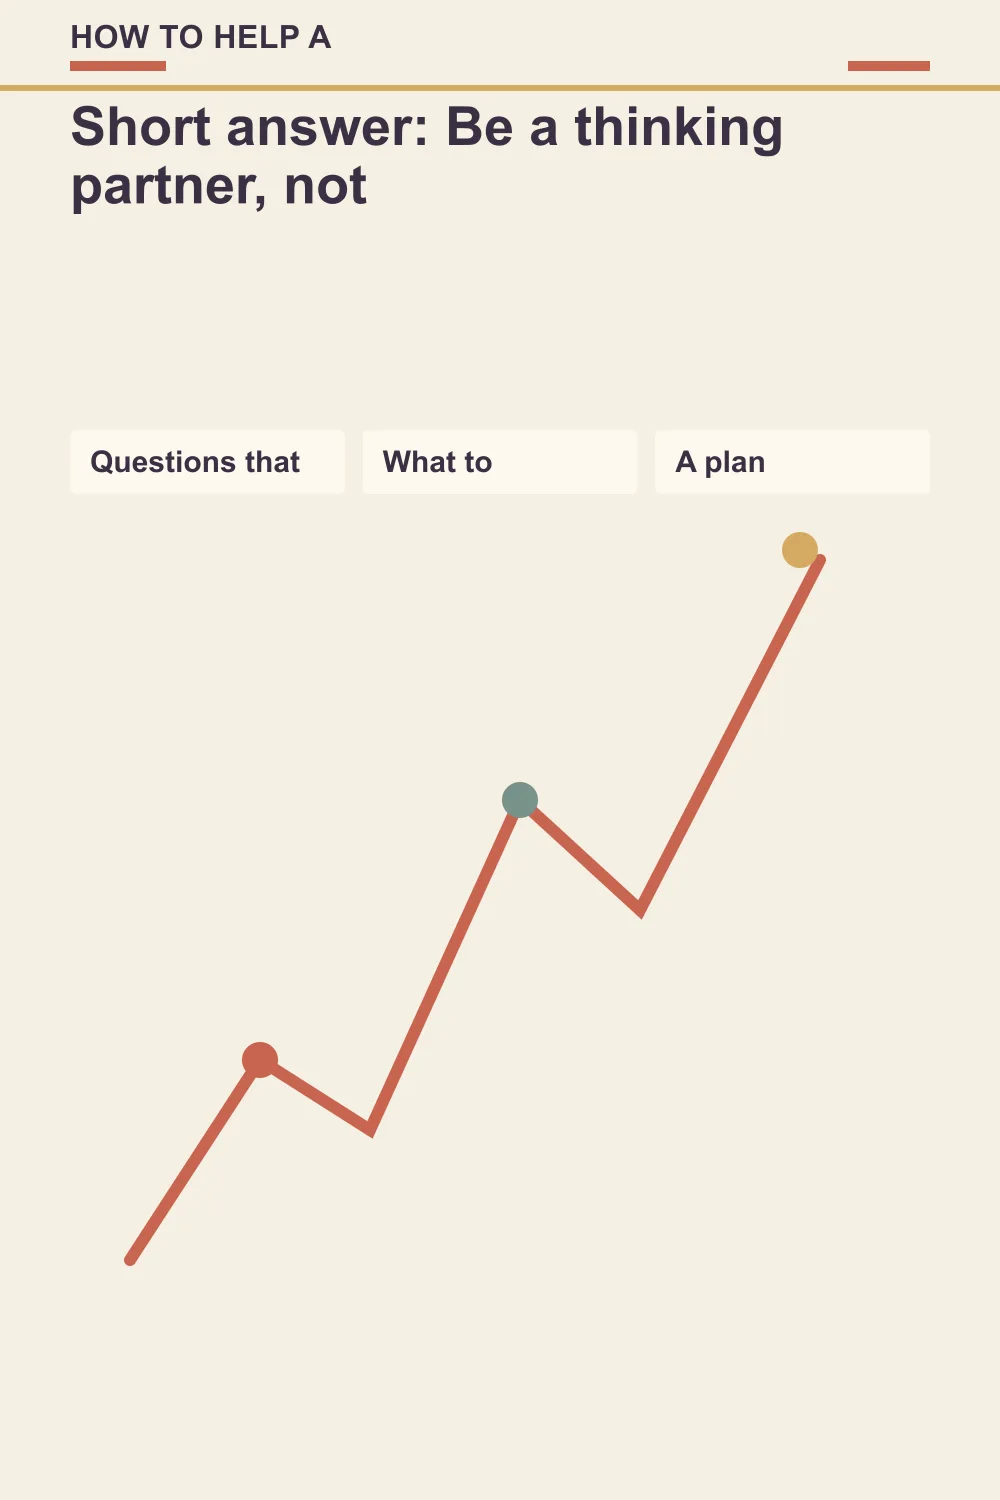 HOW TO HELP A
Short answer: Be a thinking
partner, not
Questions that
What to
A plan